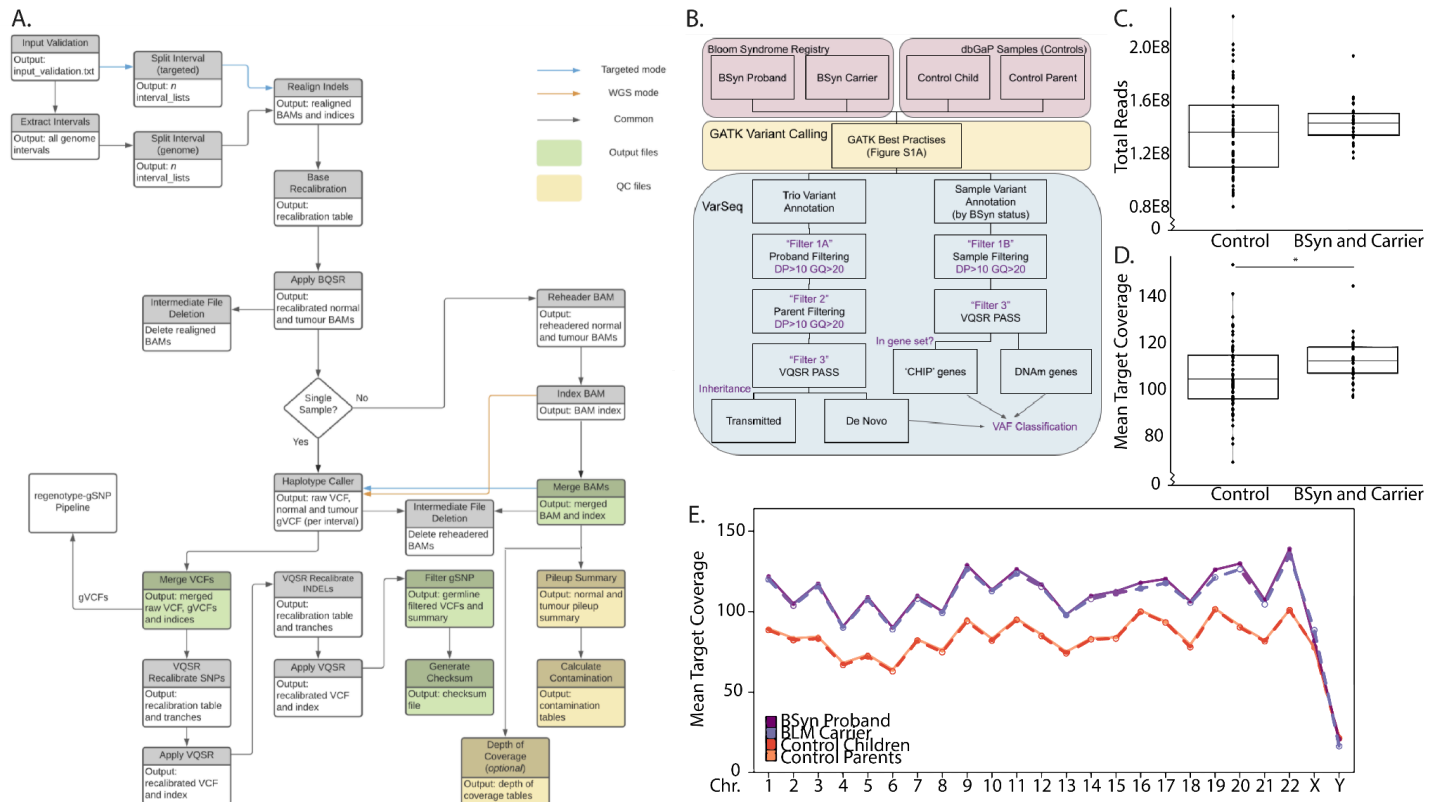 A.
Input Validation
Output:
input_validation.txt
Split Interval
(targeted)
Output: n
interval_lists
Extract Intervals
Output: all genome
intervals
Split Interval
(genome)
Output: n
interval_lists
Realign Indels
Output: realigned
BAMs and indices
Targeted mode
WGS mode
Common
Output files
QC files
Base
Recalibration
Output:
recalibration table
Apply BQSR
Output:
recalibrated normal
and tumour BAMs
Intermediate File
Deletion
Delete realigned
BAMs
Reheader BAM
Output:
reheadered normal
and tumour BAMs
Single
Sample?
No
Yes
Index BAM
Output: BAM index
Haplotype Caller
Output: raw VCF,
normal and tumour
gVCF (per interval)
Intermediate File
Deletion
Delete reheadered
BAMs
Merge BAMs
Output: merged
BAM and index
regenotype-gSNP
Pipeline
gVCFs
Merge VCFs
Output: merged
raw VCF, gVCFs
and indices
VQSR Recalibrate
INDELs
Output:
recalibration table
and tranches
Filter gSNP
Output: germline
filtered VCFs and
summary
Pileup Summary
Output: normal and
tumour pileup
summary
VQSR
Recalibrate SNPs
Output:
recalibration table
and tranches
Apply VQSR
Output:
recalibrated VCF
and index
Generate
Checksum
Output: checksum
file
Calculate
Contamination
Output:
contamination
tables
Apply VQSR
Output:
recalibrated VCF
and index
Depth of
Coverage
(optional)
Output: depth of
coverage tables
B.
Bloom Syndrome Registry
dbGaP Samples (Controls)
BSyn Proband
BSyn Carrier
Control Child
Control Parent
GATK Variant Calling
GATK Best Practises
(Figure S1A)
VarSeq
Trio Variant
Annotation
Sample Variant
Annotation
(by BSyn status)
"Filter 1A"
Proband Filtering
DP>10 GQ>20
"Filter 1B"
Sample Filtering
DP>10 GQ>20
"Filter 2"
Parent Filtering
DP>10 GQ>20
"Filter 3"
VQSR PASS
In gene set?
"Filter 3"
VQSR PASS
'CHIP' genes
DNAm genes
Inheritance
Transmitted
De Novo
VAF Classification
C.
Total Reads
2.0E8
1.6E8
1.2E8
0.8E8
0
Control
BSyn and Carrier
D.
Mean Target Coverage
*
140
120
100
80
0
Control
BSyn and Carrier
E.
Mean Target Coverage
150
100
50
0
BSyn Proband
BLM Carrier
Control Children
Control Parents
Chr. 1 2 3 4 5 6 7 8 9 10 11 12 13 14 15 16 17 18 19 20 21 22 X Y